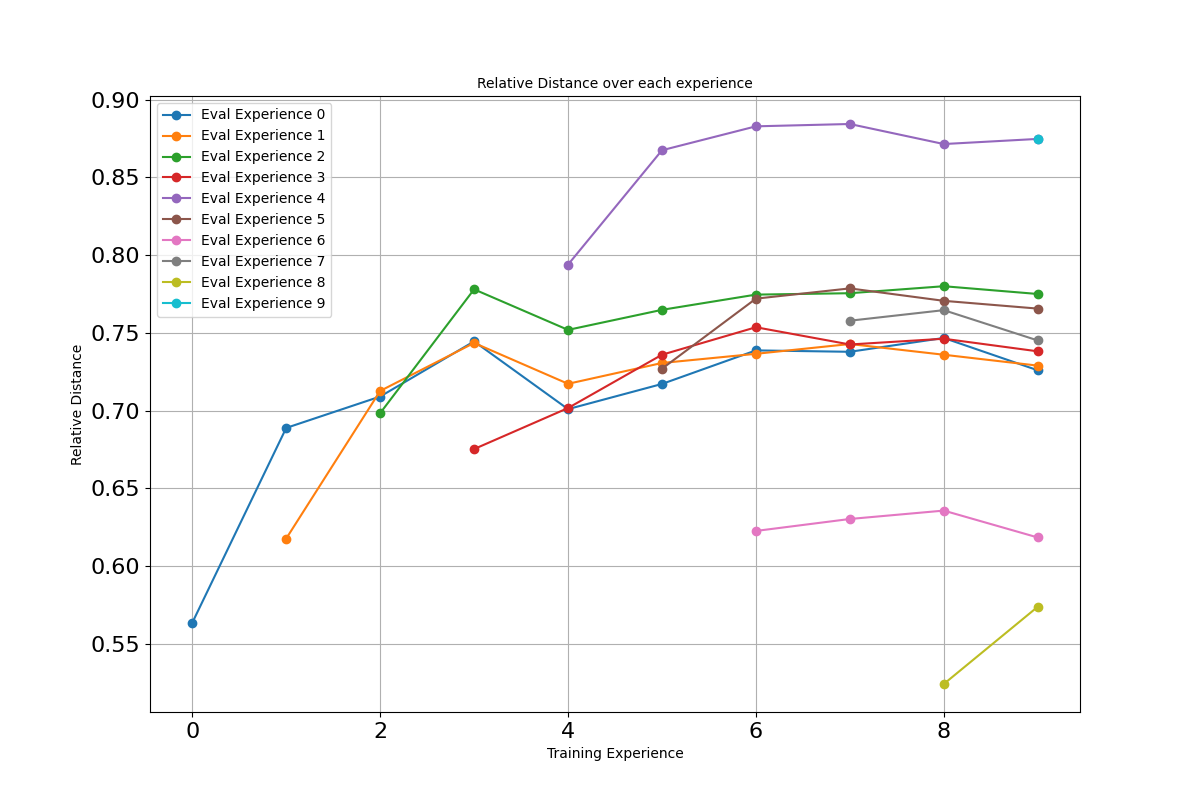 Relative Distance over each experience
0.90
0.85
0.80
0.75
0.70
0.65
0.60
0.55
Relative Distance
Eval Experience 0
Eval Experience 1
Eval Experience 2
Eval Experience 3
Eval Experience 4
Eval Experience 5
Eval Experience 6
Eval Experience 7
Eval Experience 8
Eval Experience 9
0 2 4 6 8
Training Experience